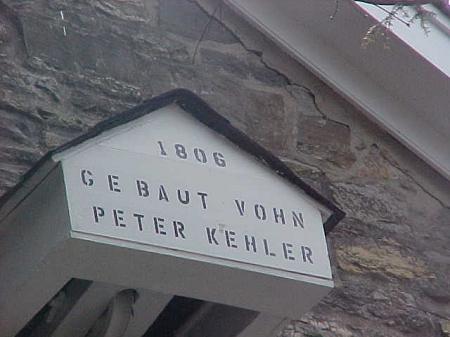 1806
GEBAUT VOHN
PETER KEHLER